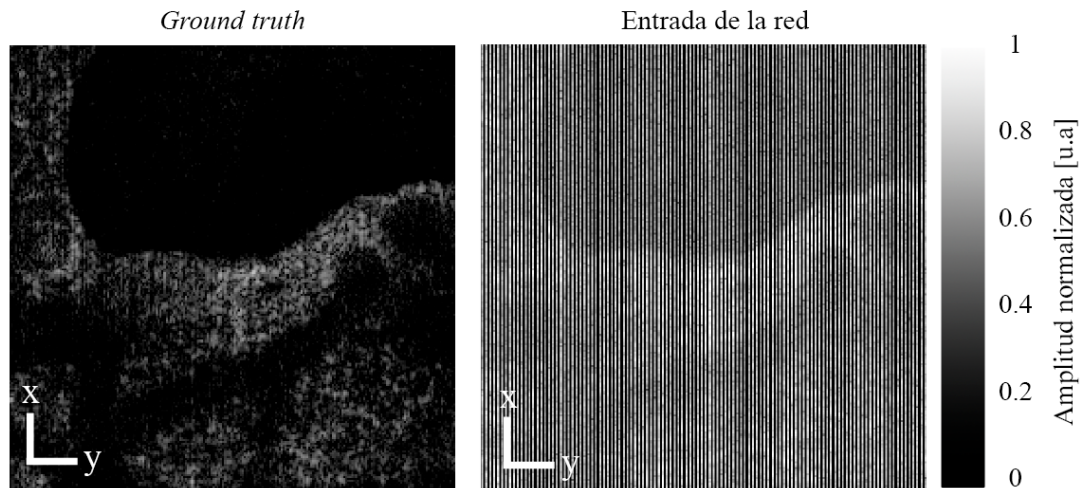 Ground truth
Entrada de la red
x
y
x
y
1
0.8
0.6
0.4
0.2
0
Amplitud normalizada [u.a]